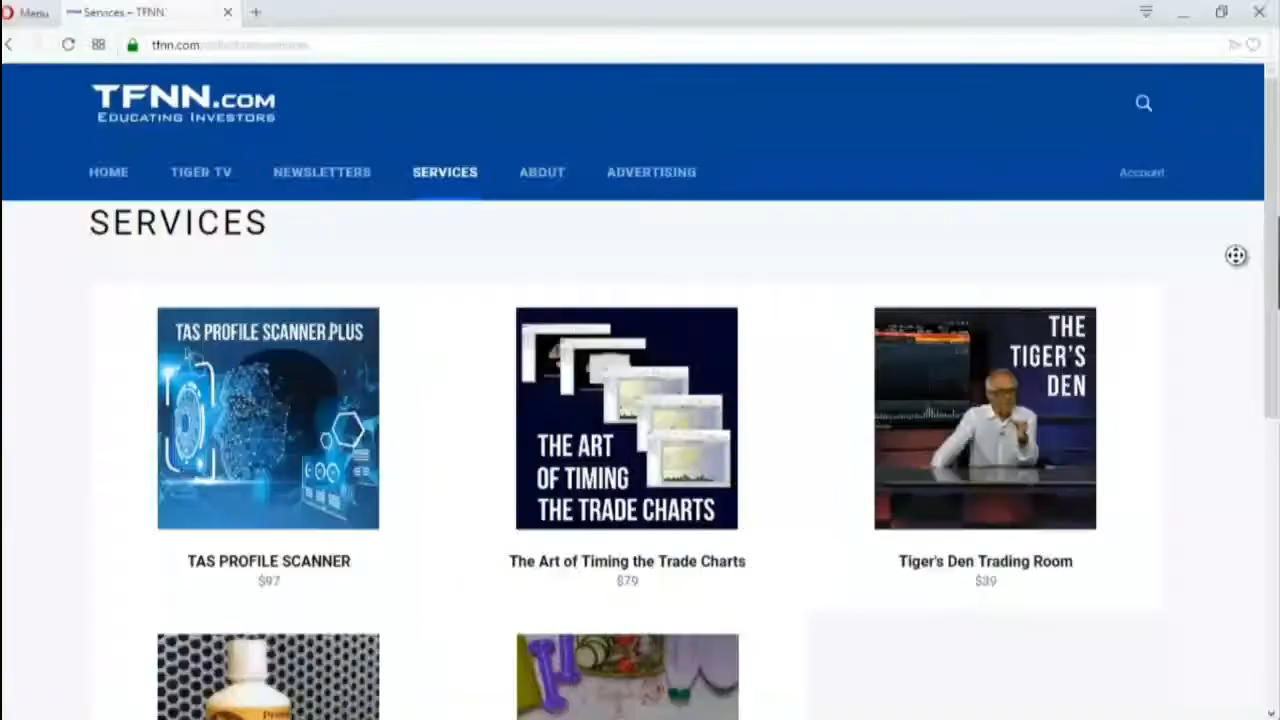 Menu
Services – TFNN
tfnn.com
TFNN.COM
EDUCATING INVESTORS
HOME
TIGER TV
NEWSLETTERS
SERVICES
ABOUT
ADVERTISING
Account
SERVICES
TAS PROFILE SCANNER PLUS
THE ART
OF TIMING
THE TRADE CHARTS
THE
TIGER'S
DEN
TAS PROFILE SCANNER
$97
The Art of Timing the Trade Charts
$79
Tiger's Den Trading Room
$39